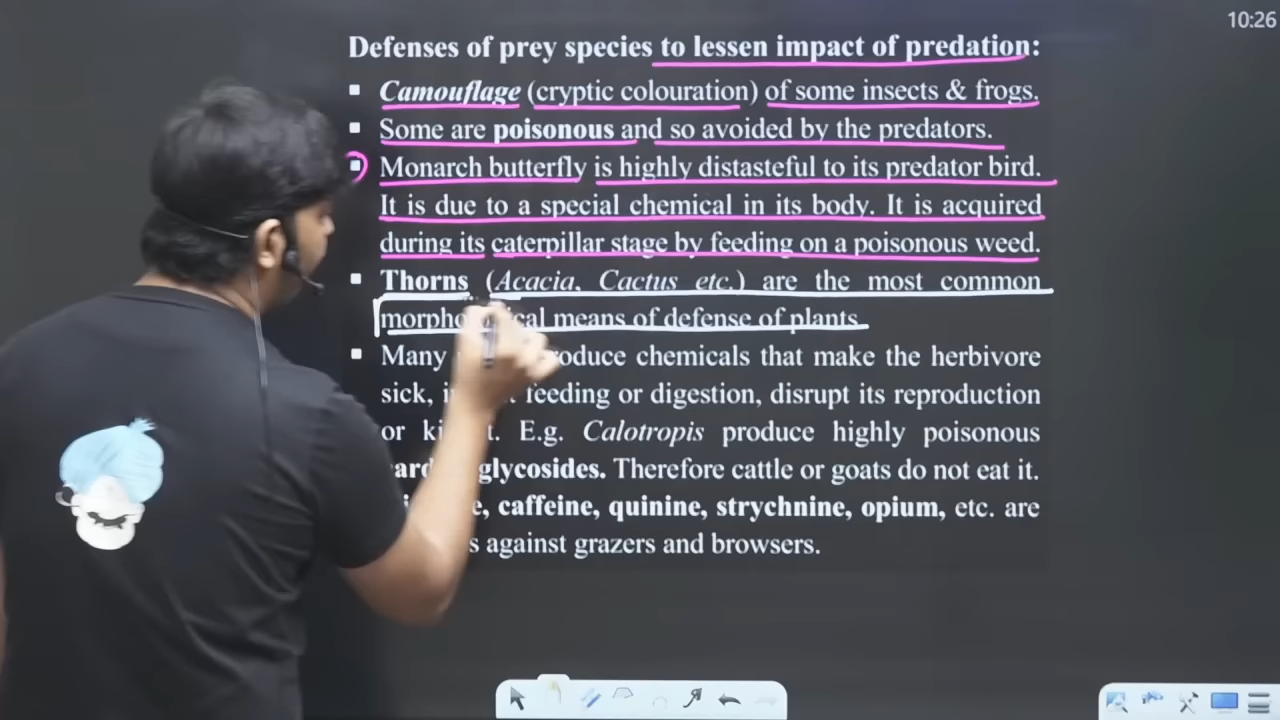 10:26
Defenses of prey species to lessen impact of predation:
▪ Camouflage (cryptic colouration) of some insects & frogs.
▪ Some are poisonous and so avoided by the predators.
▪ Monarch butterfly is highly distasteful to its predator bird.
It is due to a special chemical in its body. It is acquired
during its caterpillar stage by feeding on a poisonous weed.
▪ Thorns (Acacia, Cactus etc.) are the most common
means of defense of plants.
▪ Many chemicals that make the herbivore
sick, feeding or digestion, disrupt its reproduction
or E.g. Calotropis produce highly poisonous
glycosides. Therefore cattle or goats do not eat it.
caffeine, quinine, strychnine, opium, etc. are
against grazers and browsers.